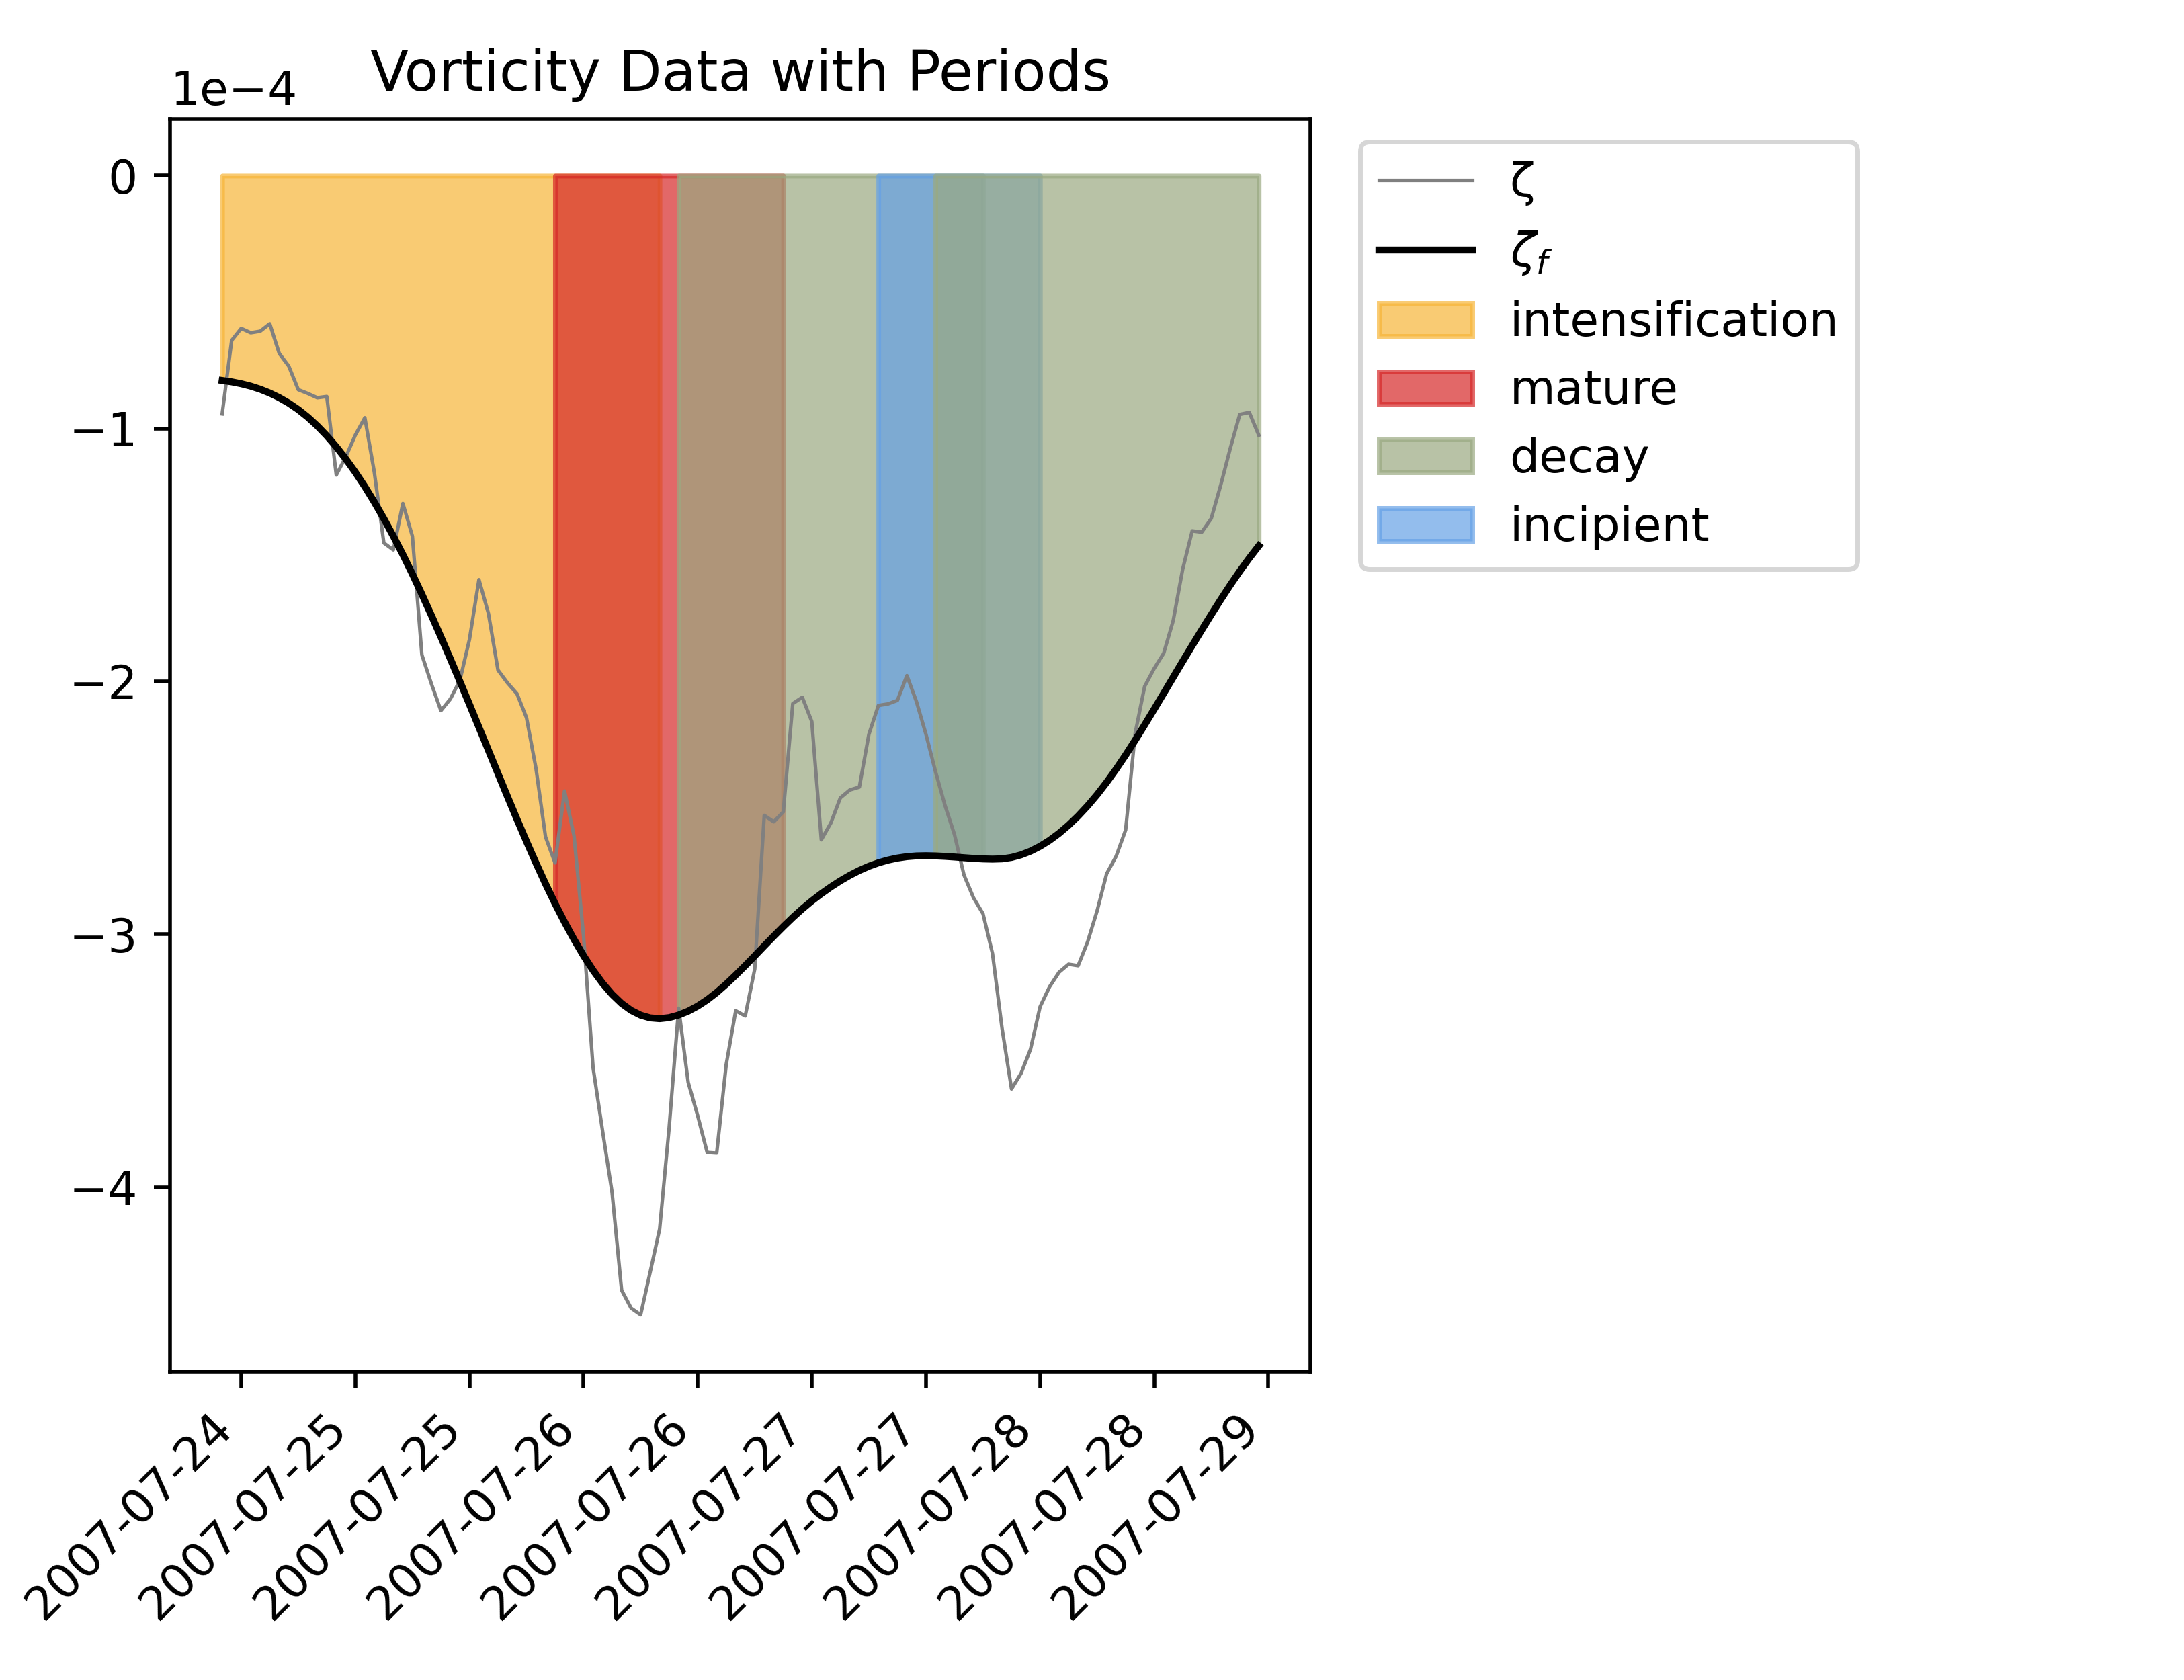 Vorticity Data with Periods
1e−4
0
−1
−2
−3
−4
2007-07-24
2007-07-25
2007-07-25
2007-07-26
2007-07-26
2007-07-27
2007-07-27
2007-07-28
2007-07-28
2007-07-29
ζ
ζf
intensification
mature
decay
incipient